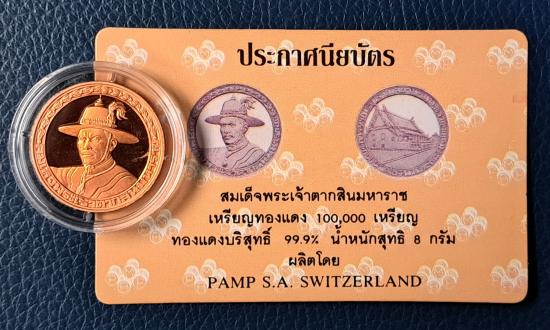 ประกาศนียบัตร
สมเด็จพระเจ้าตากสินมหาราช
เหรียญทองแดง 100,000 เหรียญ
ทองแดงบริสุทธิ์ 99.9% น้ำหนักสุทธิ 8 กรัม
ผลิตโดย
PAMP S.A. SWITZERLAND